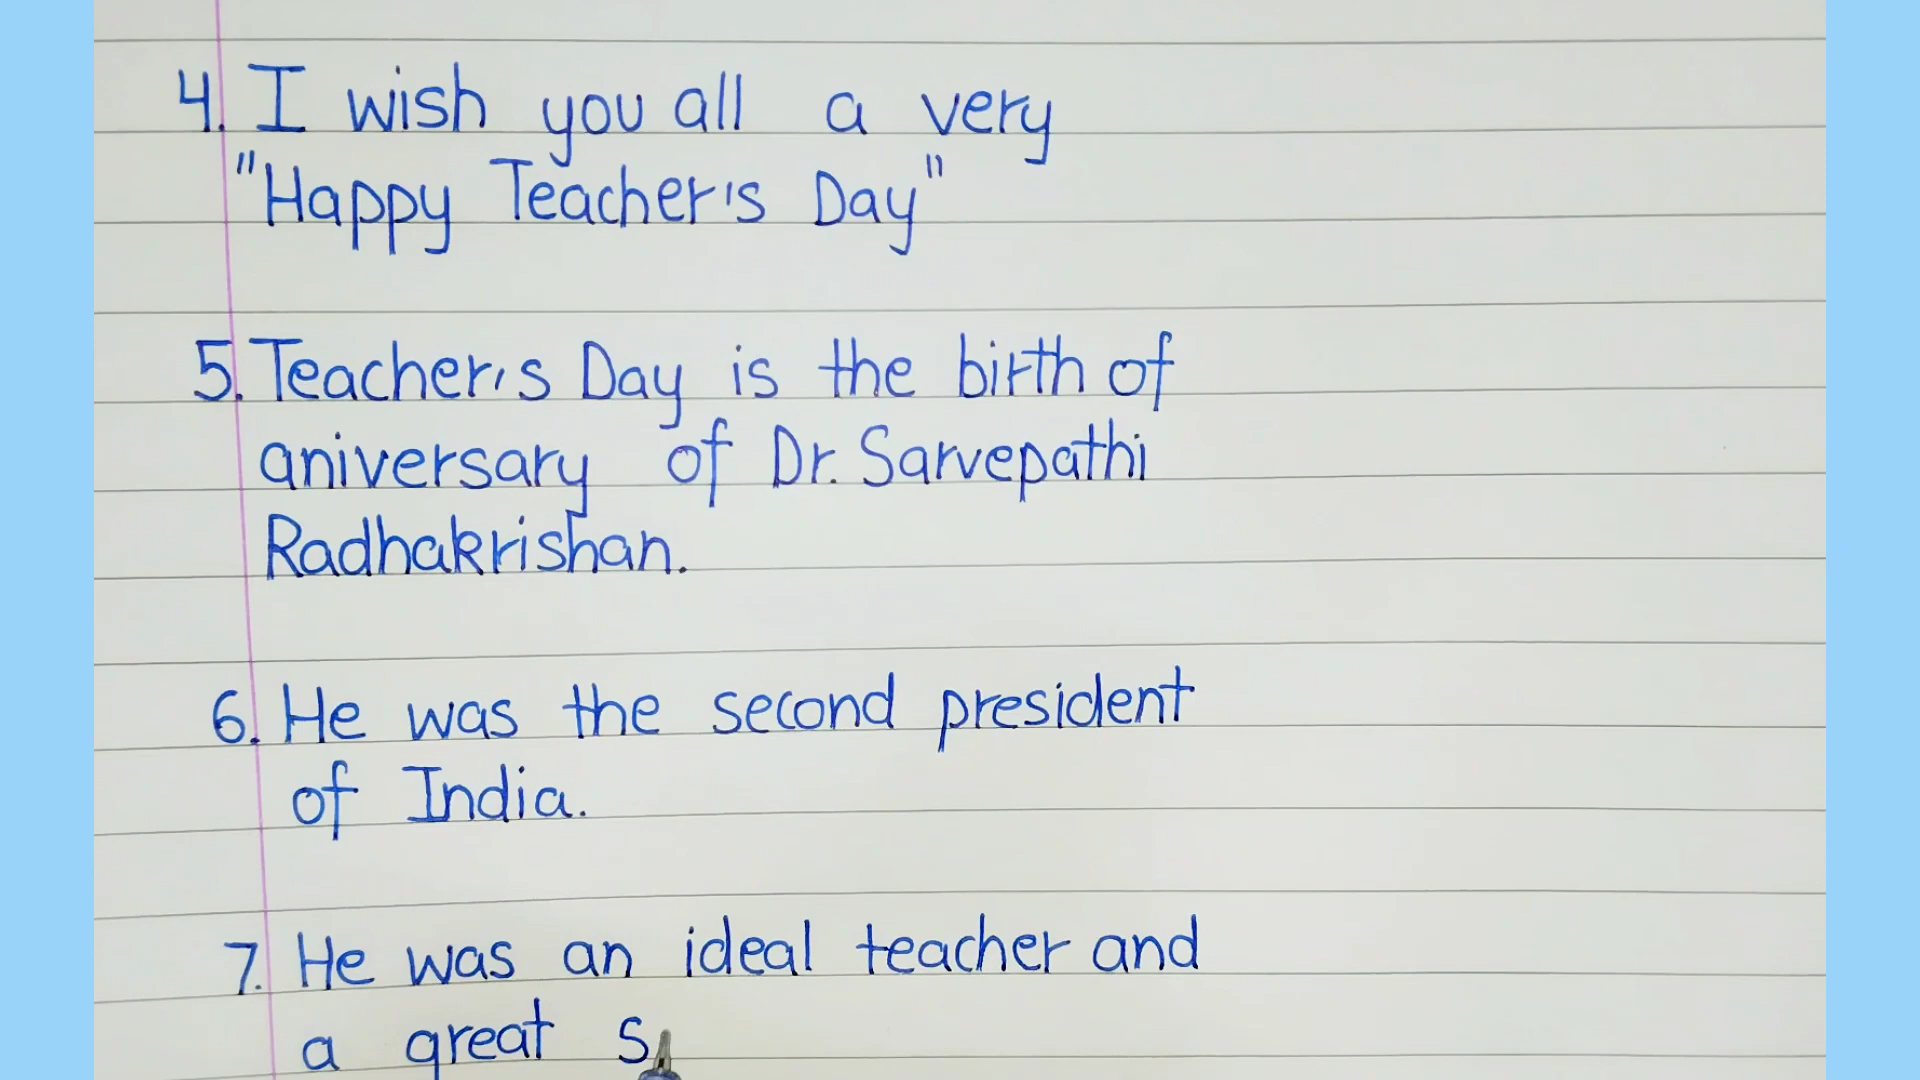 4. I wish you all a very
"Happy Teacher's Day"
5. Teacher's Day is the birth of
aniversary of Dr. Sarvepathi
Radhakrishan.
6. He was the second president
of India.
7. He was an ideal teacher and
a great s